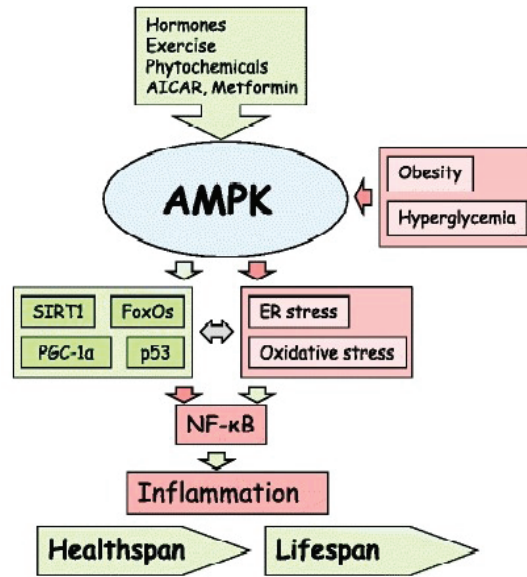 Hormones
Exercise
Phytochemicals
AICAR, Metformin
AMPK
Obesity
Hyperglycemia
SIRT1
FoxOs
PGC-1a
p53
ER stress
Oxidative stress
NF-κB
Inflammation
Healthspan
Lifespan